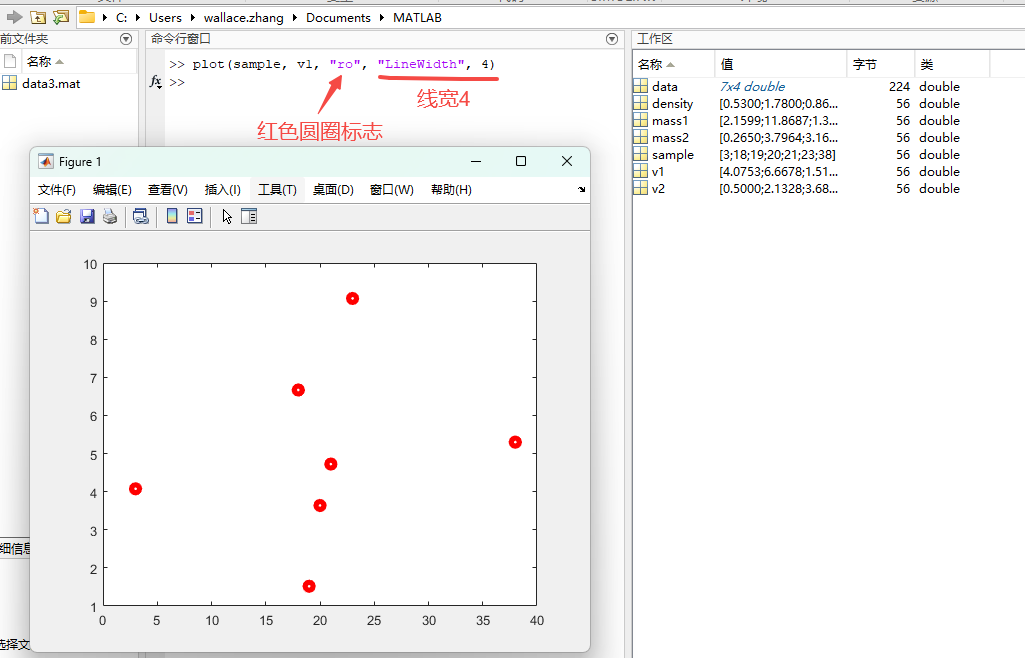 C: Users wallace.zhang Documents MATLAB
前文件夹
名称
data3.mat
命令行窗口
>> plot(sample, v1, "ro", "LineWidth", 4)
fx >>
红色圆圈标志
线宽4
Figure 1
文件(F) 编辑(E) 查看(V) 插入(I) 工具(T) 桌面(D) 窗口(W) 帮助(H)
10
9
8
7
6
5
4
3
2
1
0 5 10 15 20 25 30 35 40
细信息
选择文
工作区
名称 值 字节 类
data 7x4 double 224 double
density [0.5300;1.7800;0.86... 56 double
mass1 [2.1599;11.8687;1.3... 56 double
mass2 [0.2650;3.7964;3.16... 56 double
sample [3;18;19;20;21;23;38] 56 double
v1 [4.0753;6.6678;1.51... 56 double
v2 [0.5000;2.1328;3.68... 56 double